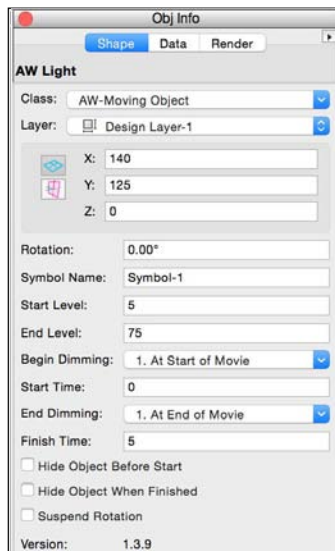 Obj Info
Shape Data Render
AW Light
Class: AW-Moving Object
Layer: Design Layer-1
X: 140
Y: 125
Z: 0
Rotation: 0.00°
Symbol Name: Symbol-1
Start Level: 5
End Level: 75
Begin Dimming: 1. At Start of Movie
Start Time: 0
End Dimming: 1. At End of Movie
Finish Time: 5
Hide Object Before Start
Hide Object When Finished
Suspend Rotation
Version: 1.3.9